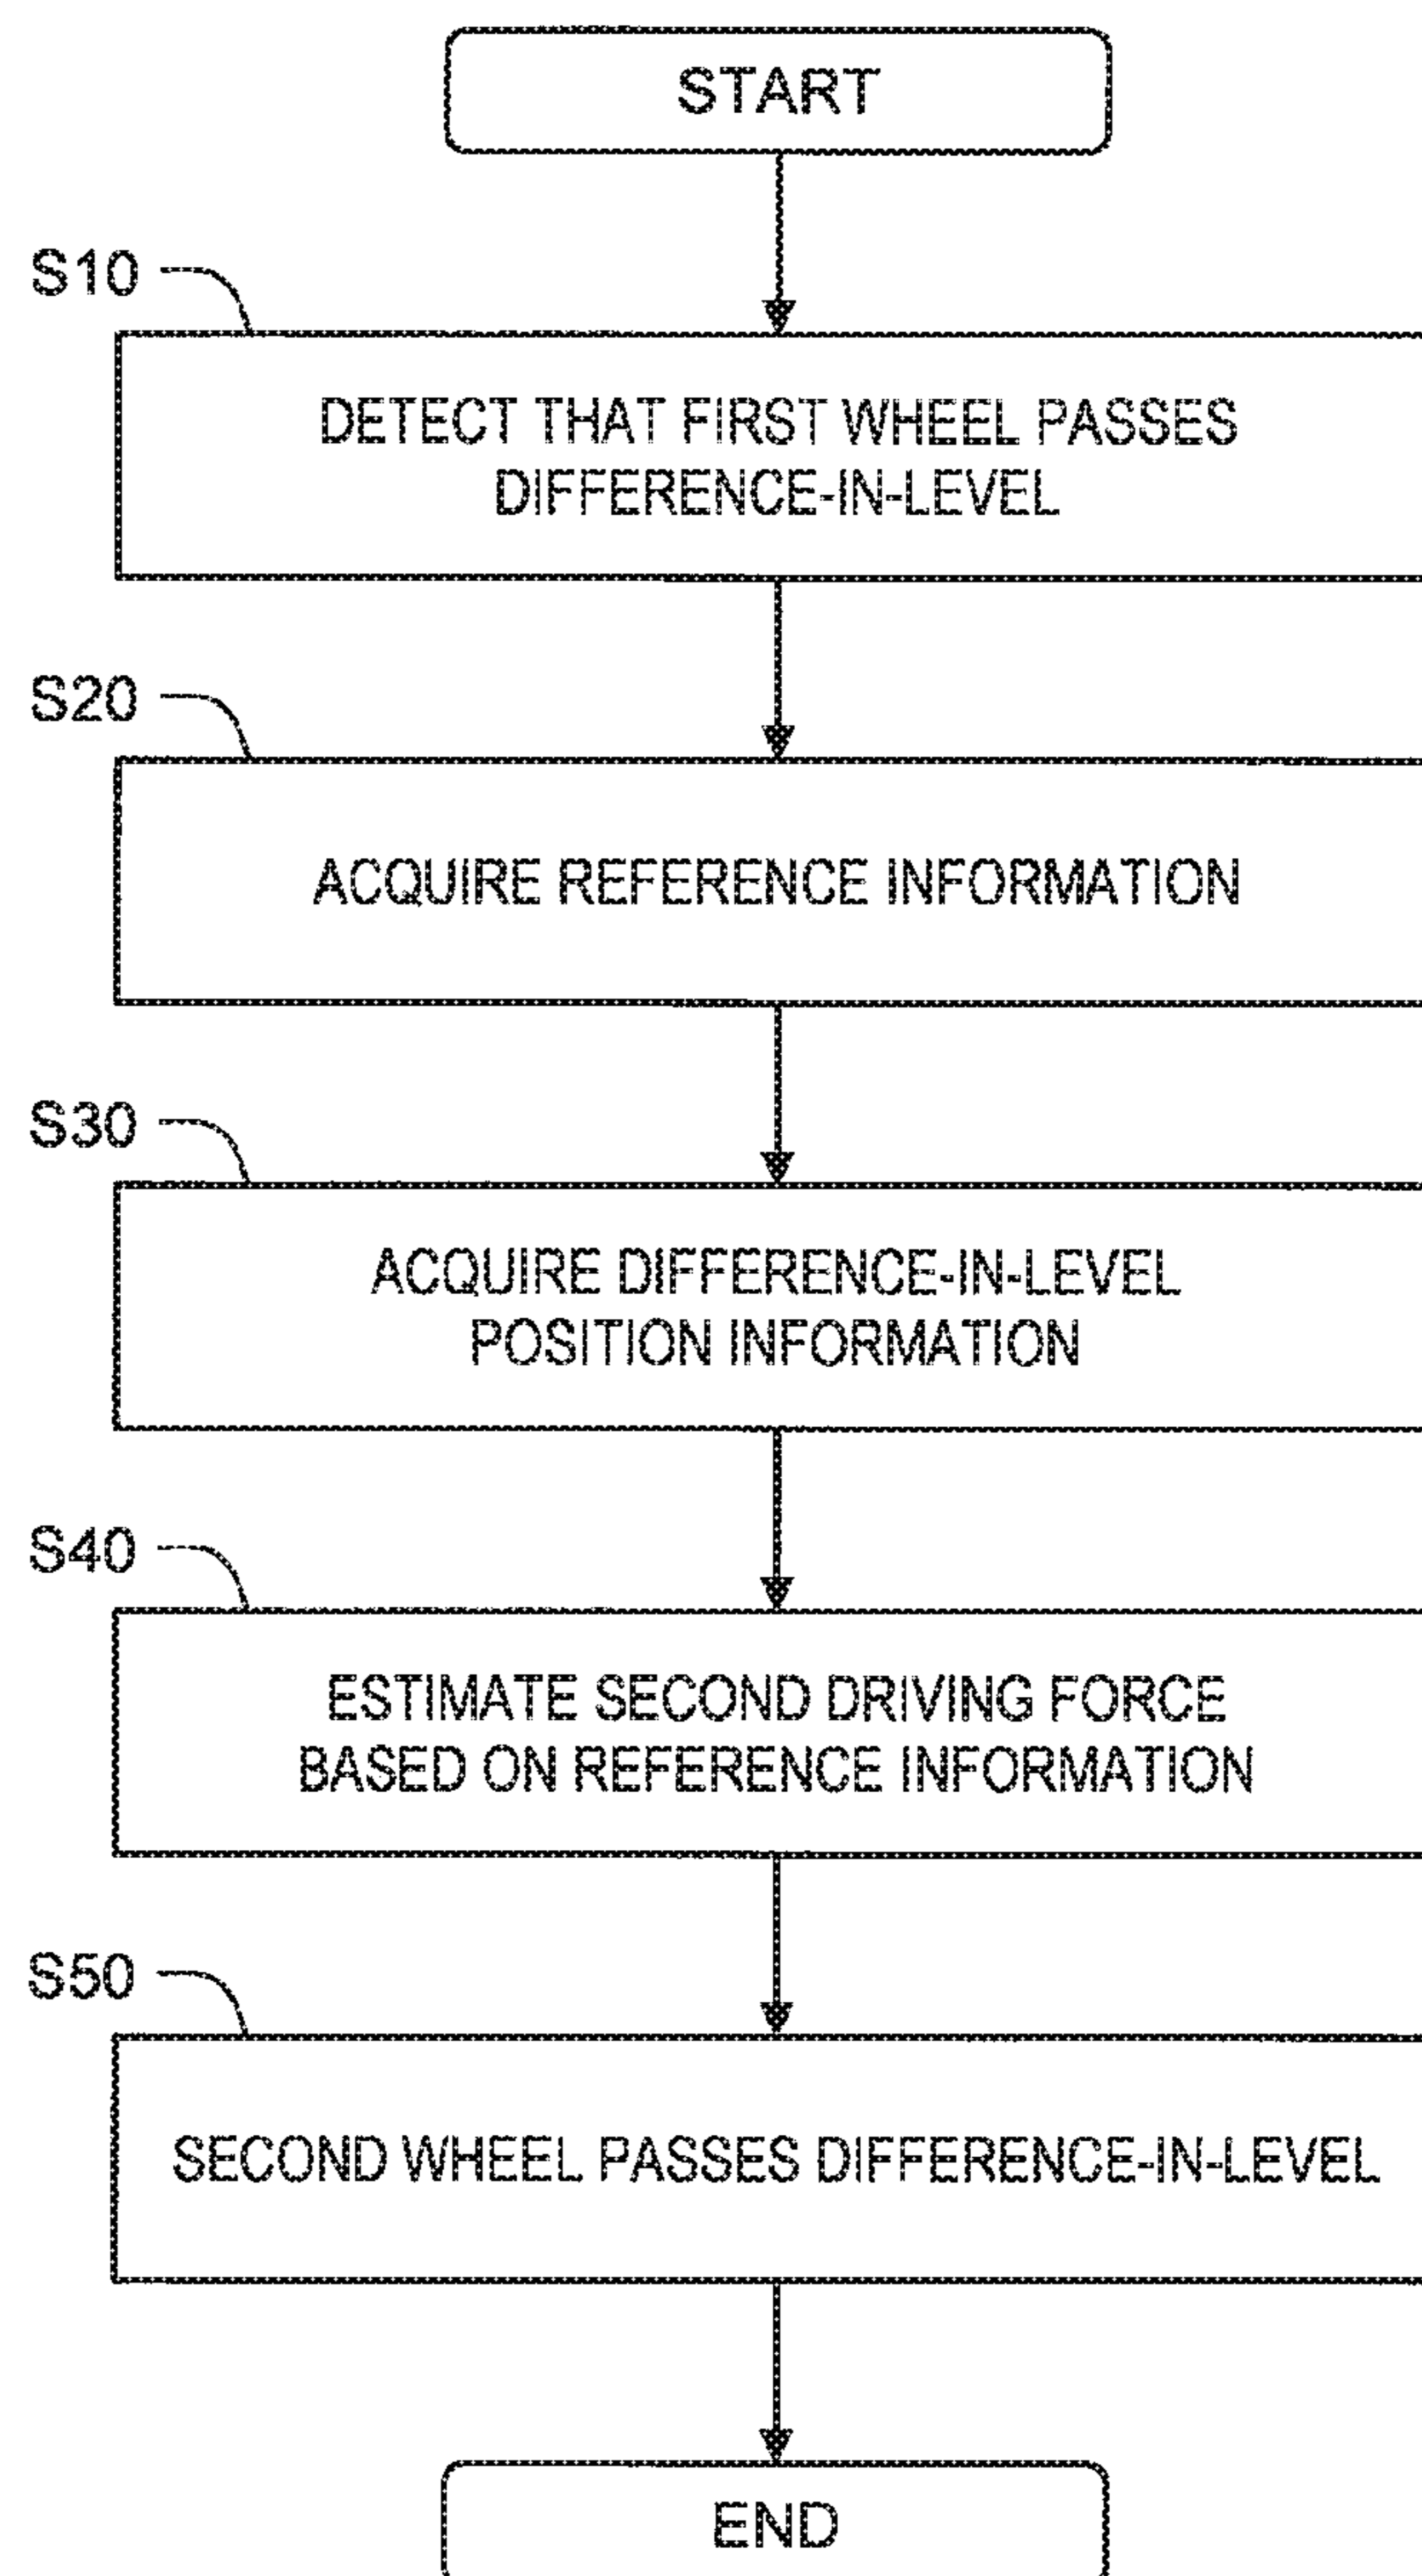 START
S10
DETECT THAT FIRST WHEEL PASSES
DIFFERENCE-IN-LEVEL
S20
ACQUIRE REFERENCE INFORMATION
S30
ACQUIRE DIFFERENCE-IN-LEVEL
POSITION INFORMATION
S40
ESTIMATE SECOND DRIVING FORCE
BASED ON REFERENCE INFORMATION
S50
SECOND WHEEL PASSES DIFFERENCE-IN-LEVEL
END